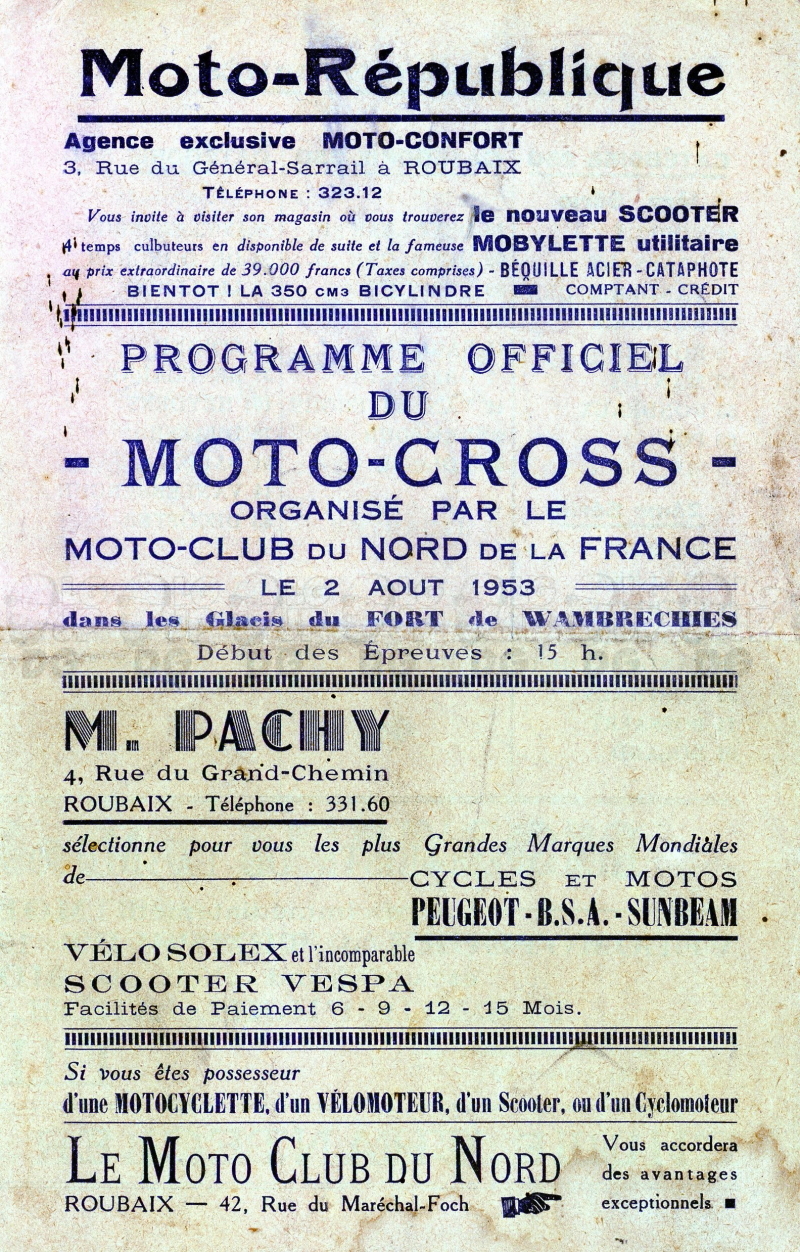 Moto-République
Agence exclusive MOTO-CONFORT
3, Rue du Général-Sarrail à ROUBAIX
TÉLÉPHONE : 323.12
Vous invite à visiter son magasin où vous trouverez le nouveau SCOOTER
4 temps culbuteurs en disponible de suite et la fameuse MOBYLETTE utilitaire
au prix extraordinaire de 39.000 francs (Taxes comprises) - BÉQUILLE ACIER - CATAPHOTE
BIENTOT ! LA 350 CM3 BICYLINDRE COMPTANT - CRÉDIT
PROGRAMME OFFICIEL
DU
- MOTO-CROSS -
ORGANISÉ PAR LE
MOTO-CLUB DU NORD DE LA FRANCE
LE 2 AOUT 1953
dans les Glacis du FORT de WAMBRECHIES
Début des Épreuves : 15 h.
M. PACHY
4, Rue du Grand-Chemin
ROUBAIX - Téléphone : 331.60
sélectionne pour vous les plus Grandes Marques Mondiales
de CYCLES ET MOTOS
PEUGEOT - B.S.A. - SUNBEAM
VÉLO SOLEX et l'incomparable
SCOOTER VESPA
Facilités de Paiement 6 - 9 - 12 - 15 Mois.
Si vous êtes possesseur
d'une MOTOCYCLETTE, d'un VÉLOMOTEUR, d'un Scooter, ou d'un Cyclomoteur
LE MOTO CLUB DU NORD
ROUBAIX — 42, Rue du Maréchal-Foch
Vous accordera
des avantages
exceptionnels